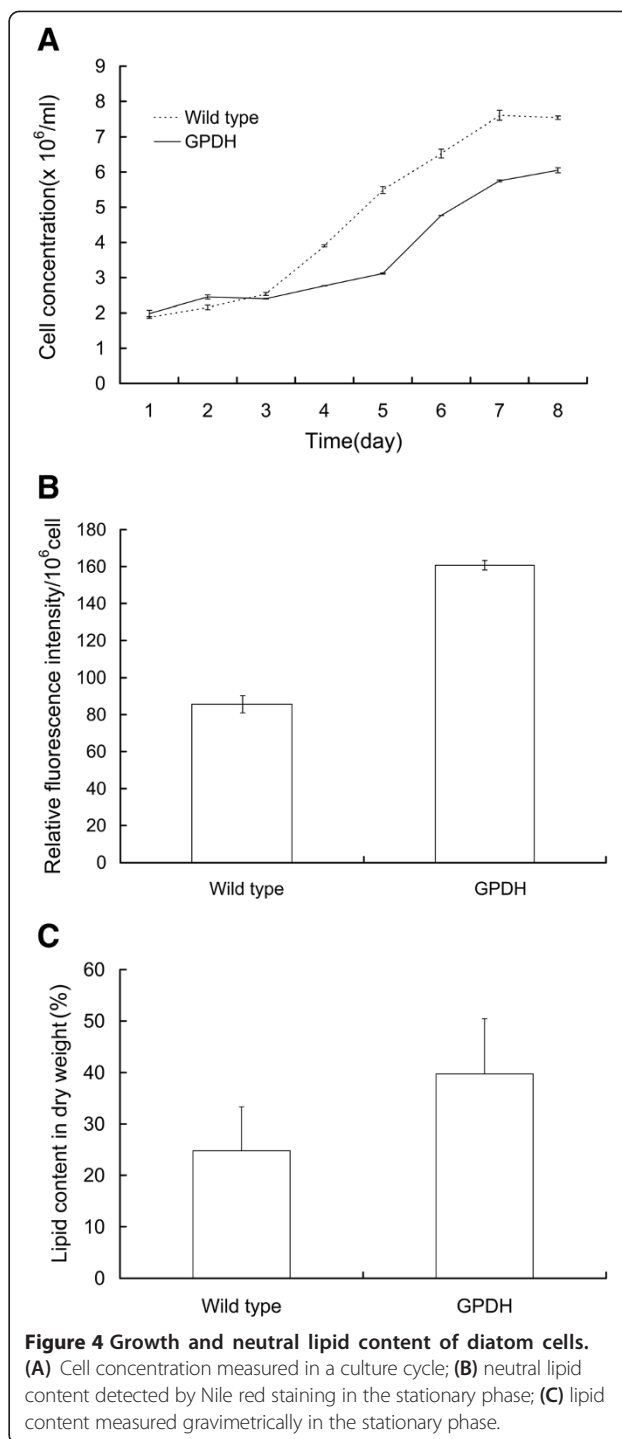 A
Cell concentration(x 10⁶/ml)
9
8
7
6
5
4
3
2
1
0
Wild type
GPDH
1 2 3 4 5 6 7 8
Time(day)
B
Relative fluorescence intensity/10⁶cell
180
160
140
120
100
80
60
40
20
0
Wild type GPDH
C
Lipid content in dry weight (%)
60
50
40
30
20
10
0
Wild type GPDH
Figure 4 Growth and neutral lipid content of diatom cells.
(A) Cell concentration measured in a culture cycle; (B) neutral lipid
content detected by Nile red staining in the stationary phase; (C) lipid
content measured gravimetrically in the stationary phase.